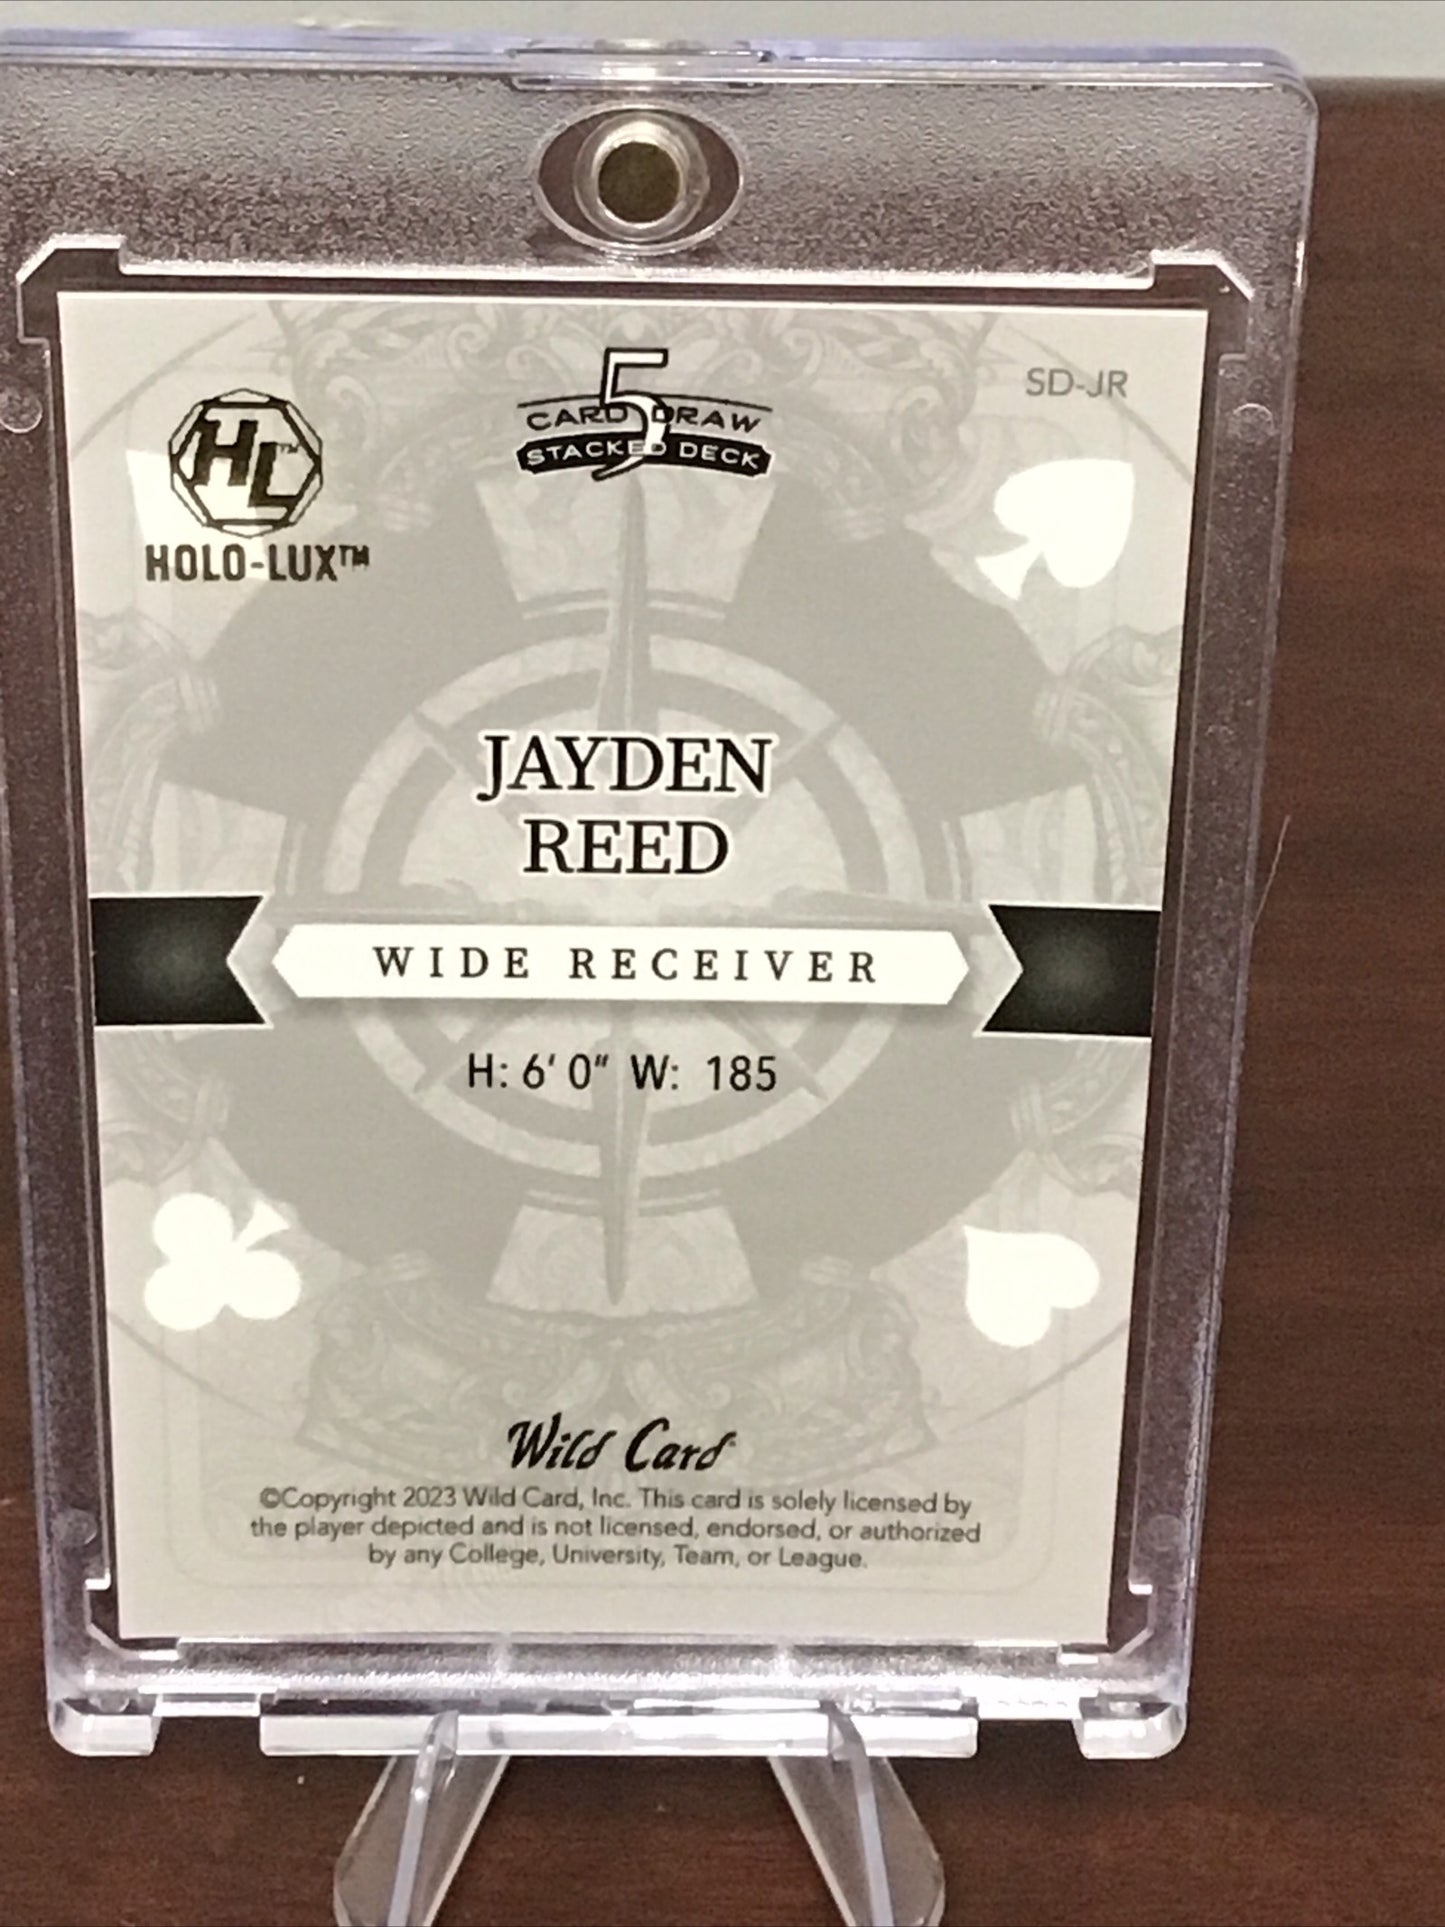 SD-JR
5
CARD DRAW
STACKED DECK
HL™
HOLO-LUX™
JAYDEN
REED
WIDE RECEIVER
H: 6' 0" W: 185
Wild Card
©Copyright 2023 Wild Card, Inc. This card is solely licensed by
the player depicted and is not licensed, endorsed, or authorized
by any College, University, Team, or League.